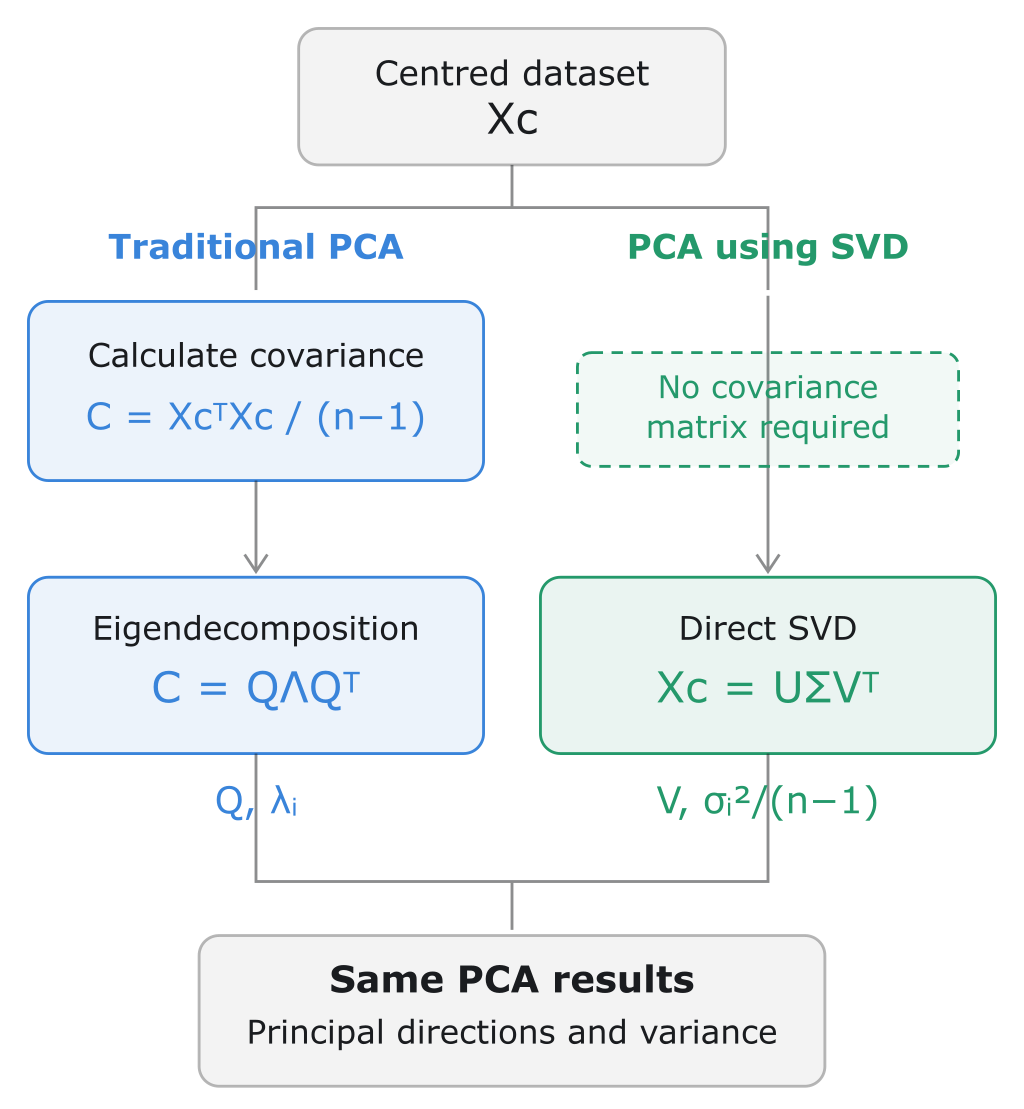 Centred dataset
Xc
Traditional PCA
PCA using SVD
Calculate covariance
C = XcᵀXc / (n−1)
No covariance
matrix required
Eigendecomposition
C = QΛQᵀ
Direct SVD
Xc = UΣVᵀ
Q, λᵢ
V, σᵢ²/(n−1)
Same PCA results
Principal directions and variance